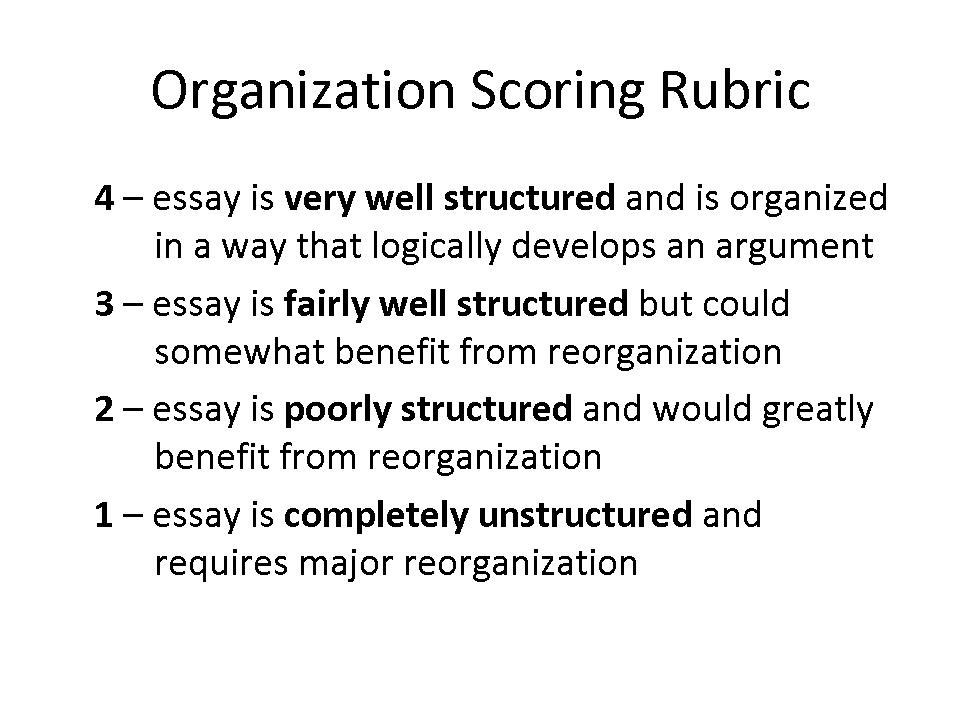 Organization Scoring Rubric
4 – essay is very well structured and is organized
in a way that logically develops an argument
3 – essay is fairly well structured but could
somewhat benefit from reorganization
2 – essay is poorly structured and would greatly
benefit from reorganization
1 – essay is completely unstructured and
requires major reorganization